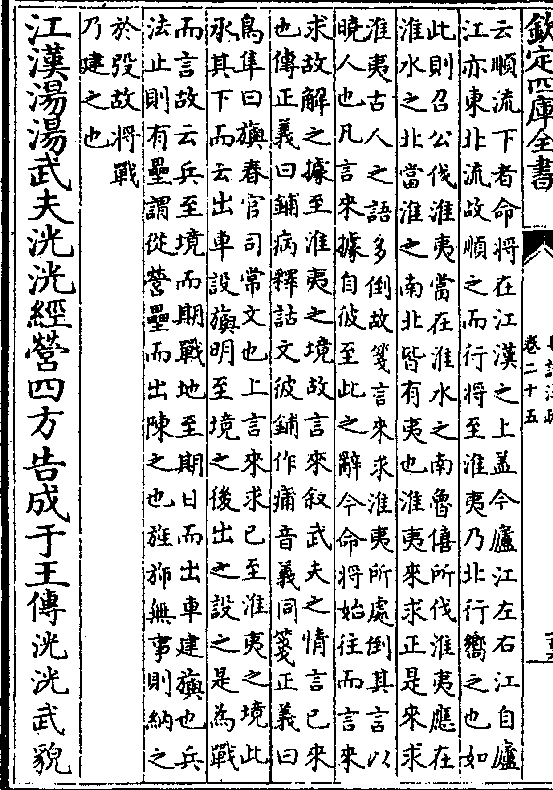 欽定四庫全書
卷二十五
云順流下者命將在江漢之上盖今廬江左右江自廬
江亦東北流故順之而行將至淮夷乃北行嚮之也如
此則召公伐淮夷當在淮水之南魯僖所伐淮夷應在
淮水之北當淮之南北皆有夷也淮夷來求正是來求
淮夷古人之語多倒故箋言來求淮夷所處倒其言以
曉人也凡言來據自彼至此之辭今命將始往而言來
求故解之據至淮夷之境故言來叙武夫之情言已來
也傳正義曰鋪病釋詁文彼鋪作痡音義同箋正義曰
鳥隼曰旟春官司常文也上言來求已至淮夷之境此
承其下而云出車設旟明至境之後出之設之是為戰
而言故云兵至境而期戰地至期日而出車建旟也兵
法止則有壘謂從營壘而出陳之也旌斾無事則納之
於弢故將戰
乃建之也
江漢湯湯武夫洸洸經營四方告成于王傳洸洸武貌